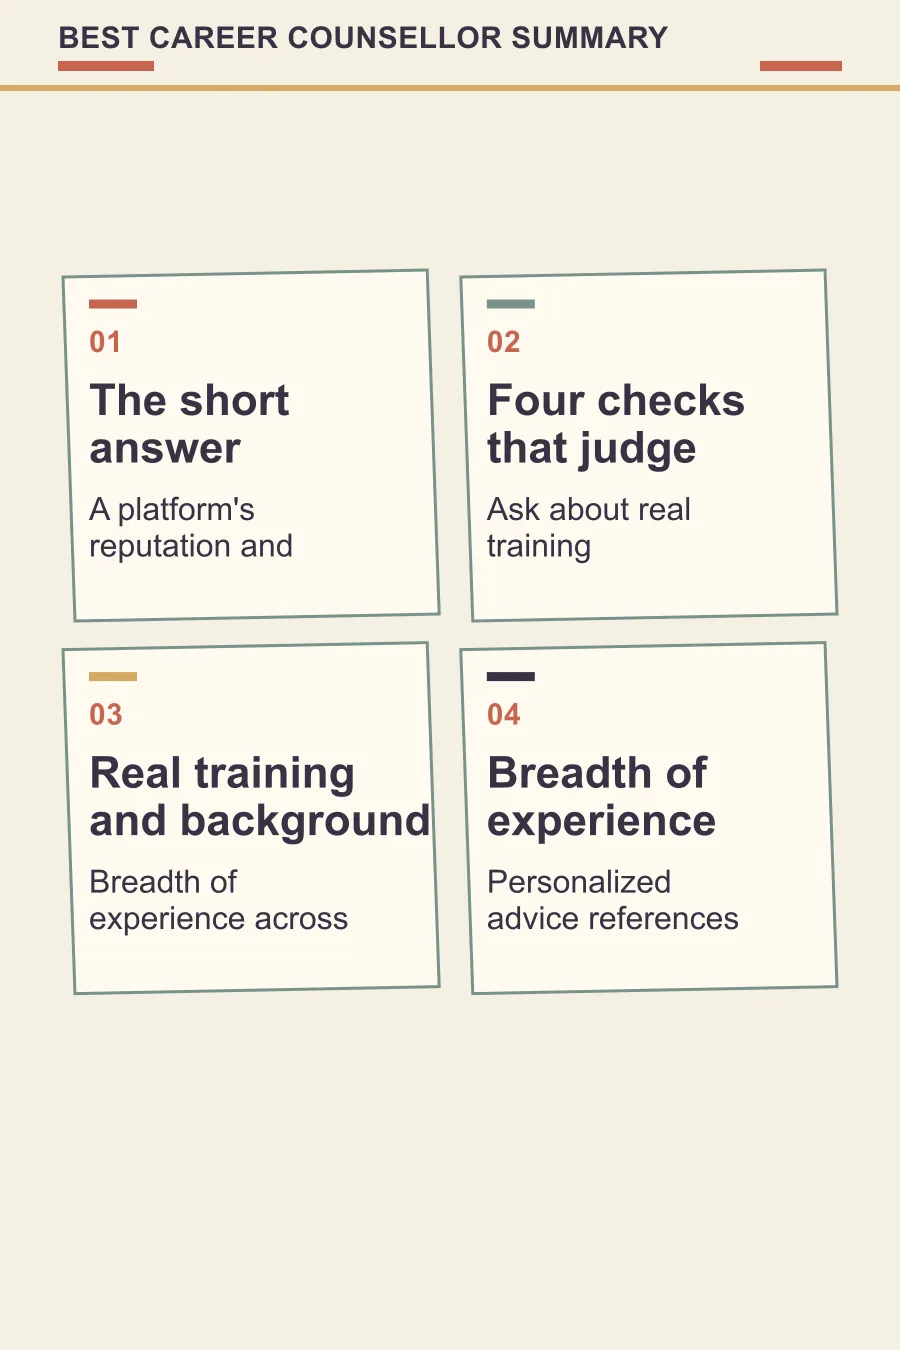 BEST CAREER COUNSELLOR SUMMARY
01
The short
answer
A platform's
reputation and
02
Four checks
that judge
Ask about real
training
03
Real training
and background
Breadth of
experience across
04
Breadth of
experience
Personalized
advice references